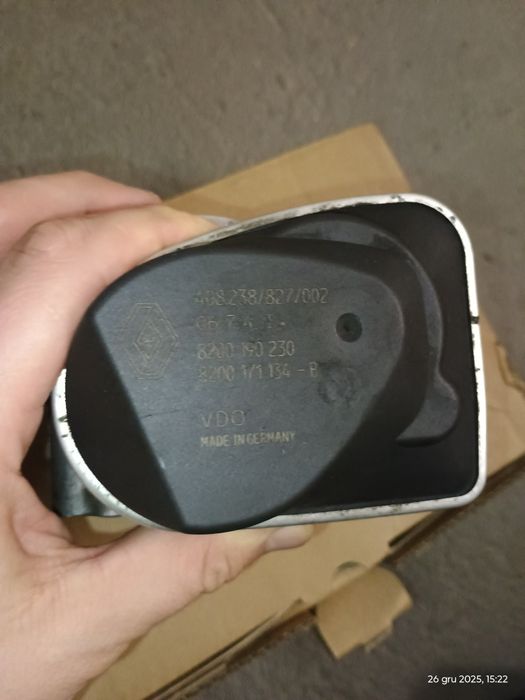 408.238/827/002
8200 190 230
8200 171 134 - B
VDO
MADE IN GERMANY
26 gru 2025, 15:22